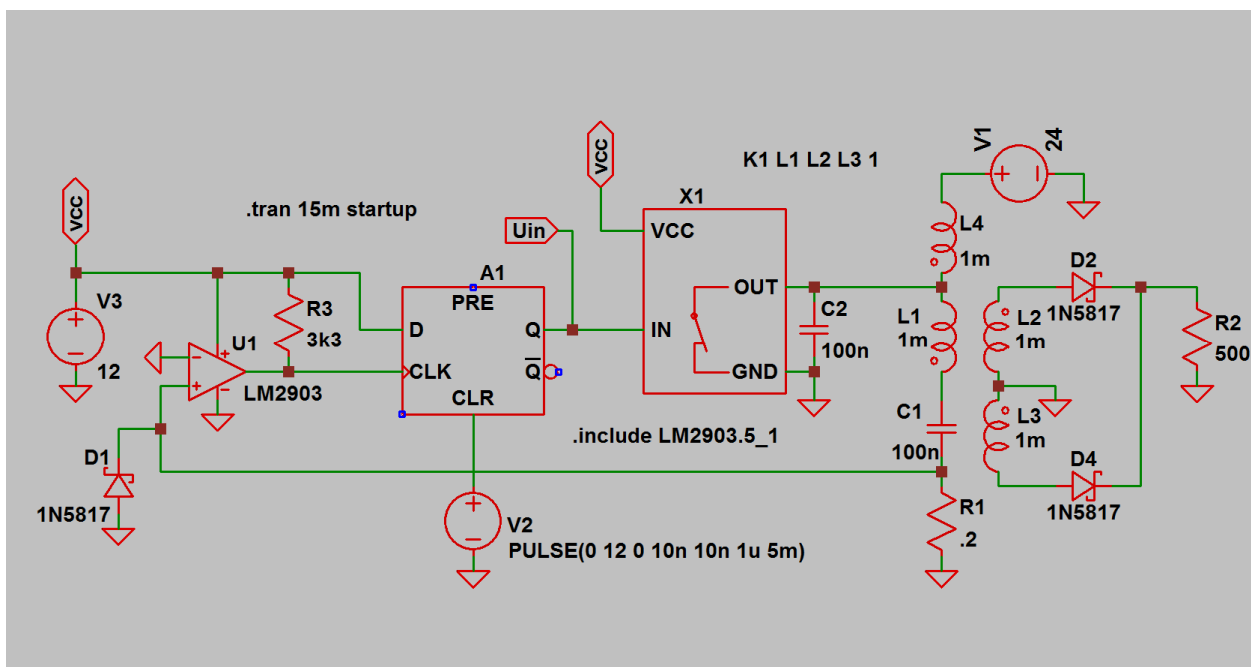 VCC
V3
12
.tran 15m startup
R3
3k3
U1
LM2903
D1
1N5817
A1
PRE
D
Q
CLK
Q
CLR
Uin
V2
PULSE(0 12 0 10n 10n 1u 5m)
VCC
X1
VCC
OUT
IN
GND
K1 L1 L2 L3 1
.include LM2903.5_1
C2
100n
V1
24
L4
1m
L1
1m
C1
100n
R1
.2
L2
1m
L3
1m
D2
1N5817
D4
1N5817
R2
500